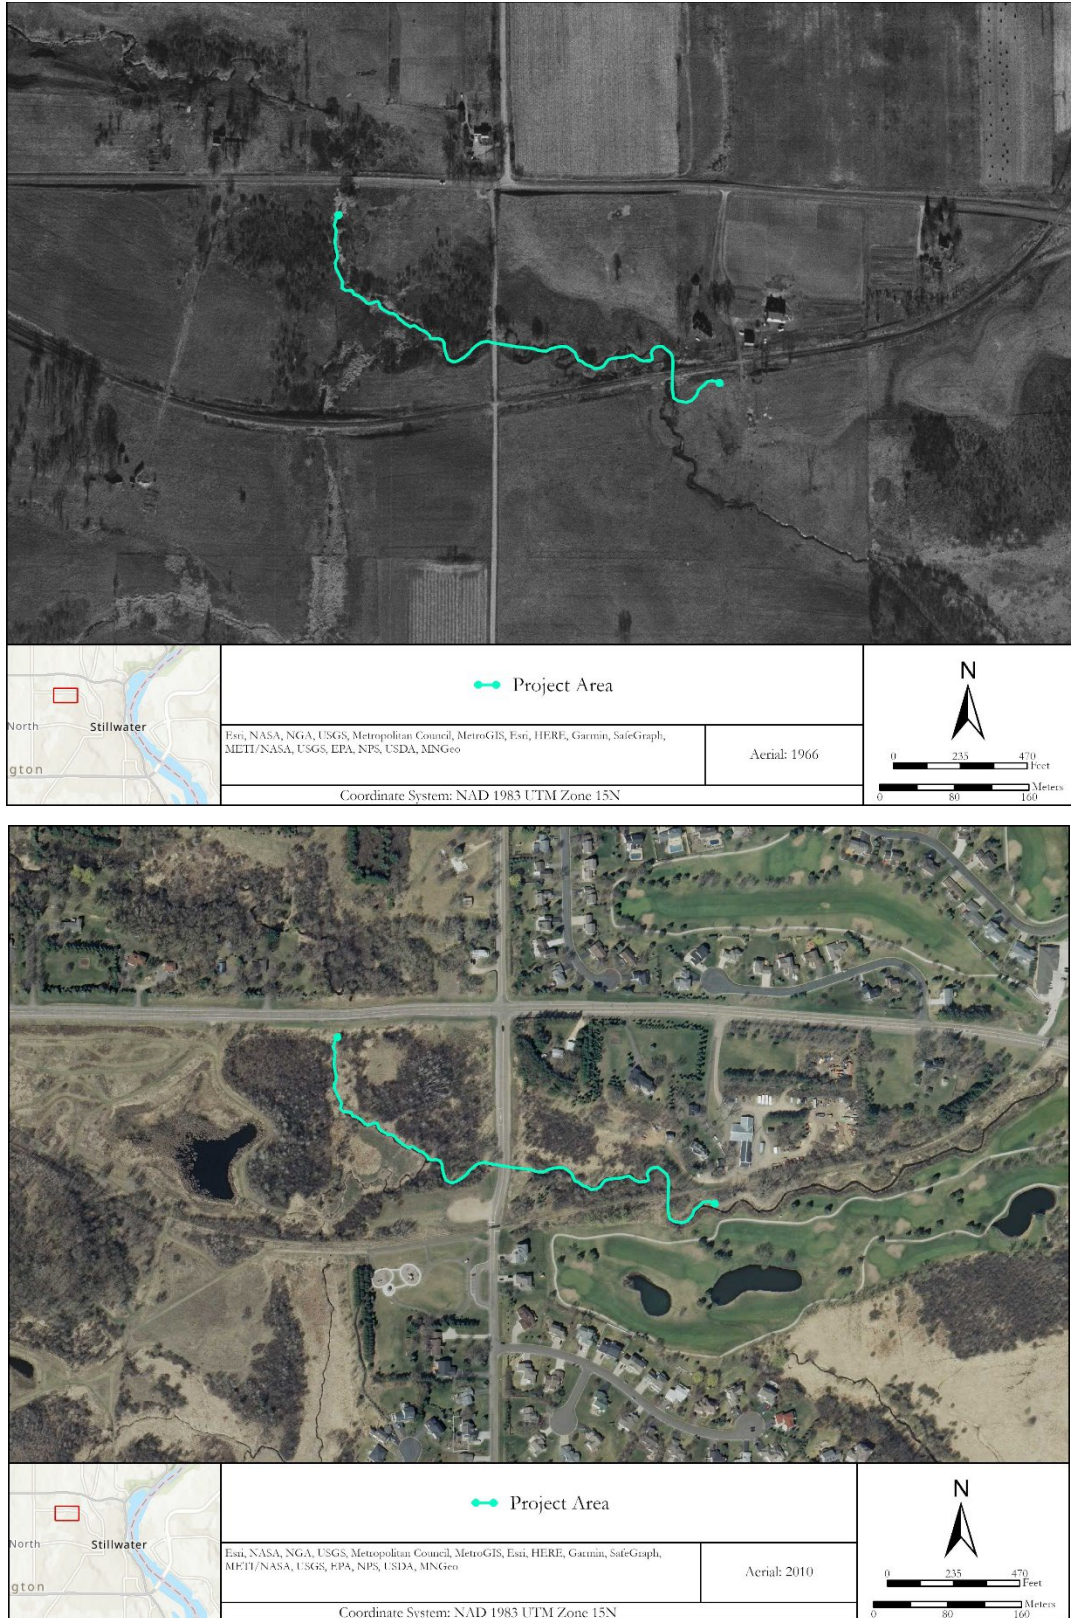 North
Stillwater
gton
Project Area
Esri, NASA, NGA, USGS, Metropolitan Council, MetroGIS, Esri, HERE, Garmin, SafeGraph,
METI/NASA, USGS, EPA, NPS, USDA, MNGeo
Aerial: 1966
Coordinate System: NAD 1983 UTM Zone 15N
N
0 235 470
Feet
Meters
0 80 160
North
Stillwater
gton
Project Area
Esri, NASA, NGA, USGS, Metropolitan Council, MetroGIS, Esri, HERE, Garmin, SafeGraph,
METI/NASA, USGS, EPA, NPS, USDA, MNGeo
Aerial: 2010
Coordinate System: NAD 1983 UTM Zone 15N
N
0 235 470
Feet
Meters
0 80 160